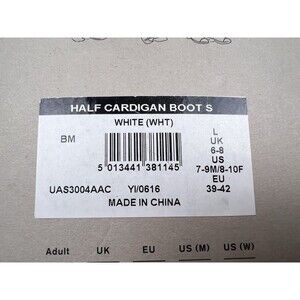 HALF CARDIGAN BOOT S
WHITE (WHT)
BM
L
UK
6-8
US
7-9M/8-10F
EU
39-42
5 013441 381145
UAS3004AAC YI/0616
MADE IN CHINA
Adult UK EU US (M) US (W)